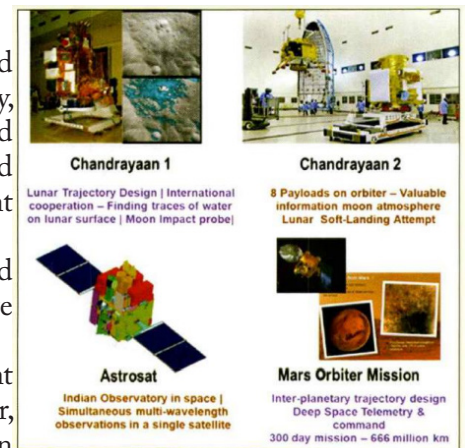 Chandrayaan 1
Lunar Trajectory Design | International
cooperation – Finding traces of water
on lunar surface | Moon Impact probe|
Chandrayaan 2
8 Payloads on orbiter – Valuable
information moon atmosphere
Lunar Soft-Landing Attempt
Astrosat
Indian Observatory in space |
Simultaneous multi-wavelength
observations in a single satellite
Mars Orbiter Mission
Inter-planetary trajectory design
Deep Space Telemetry &
command
300 day mission – 666 million km